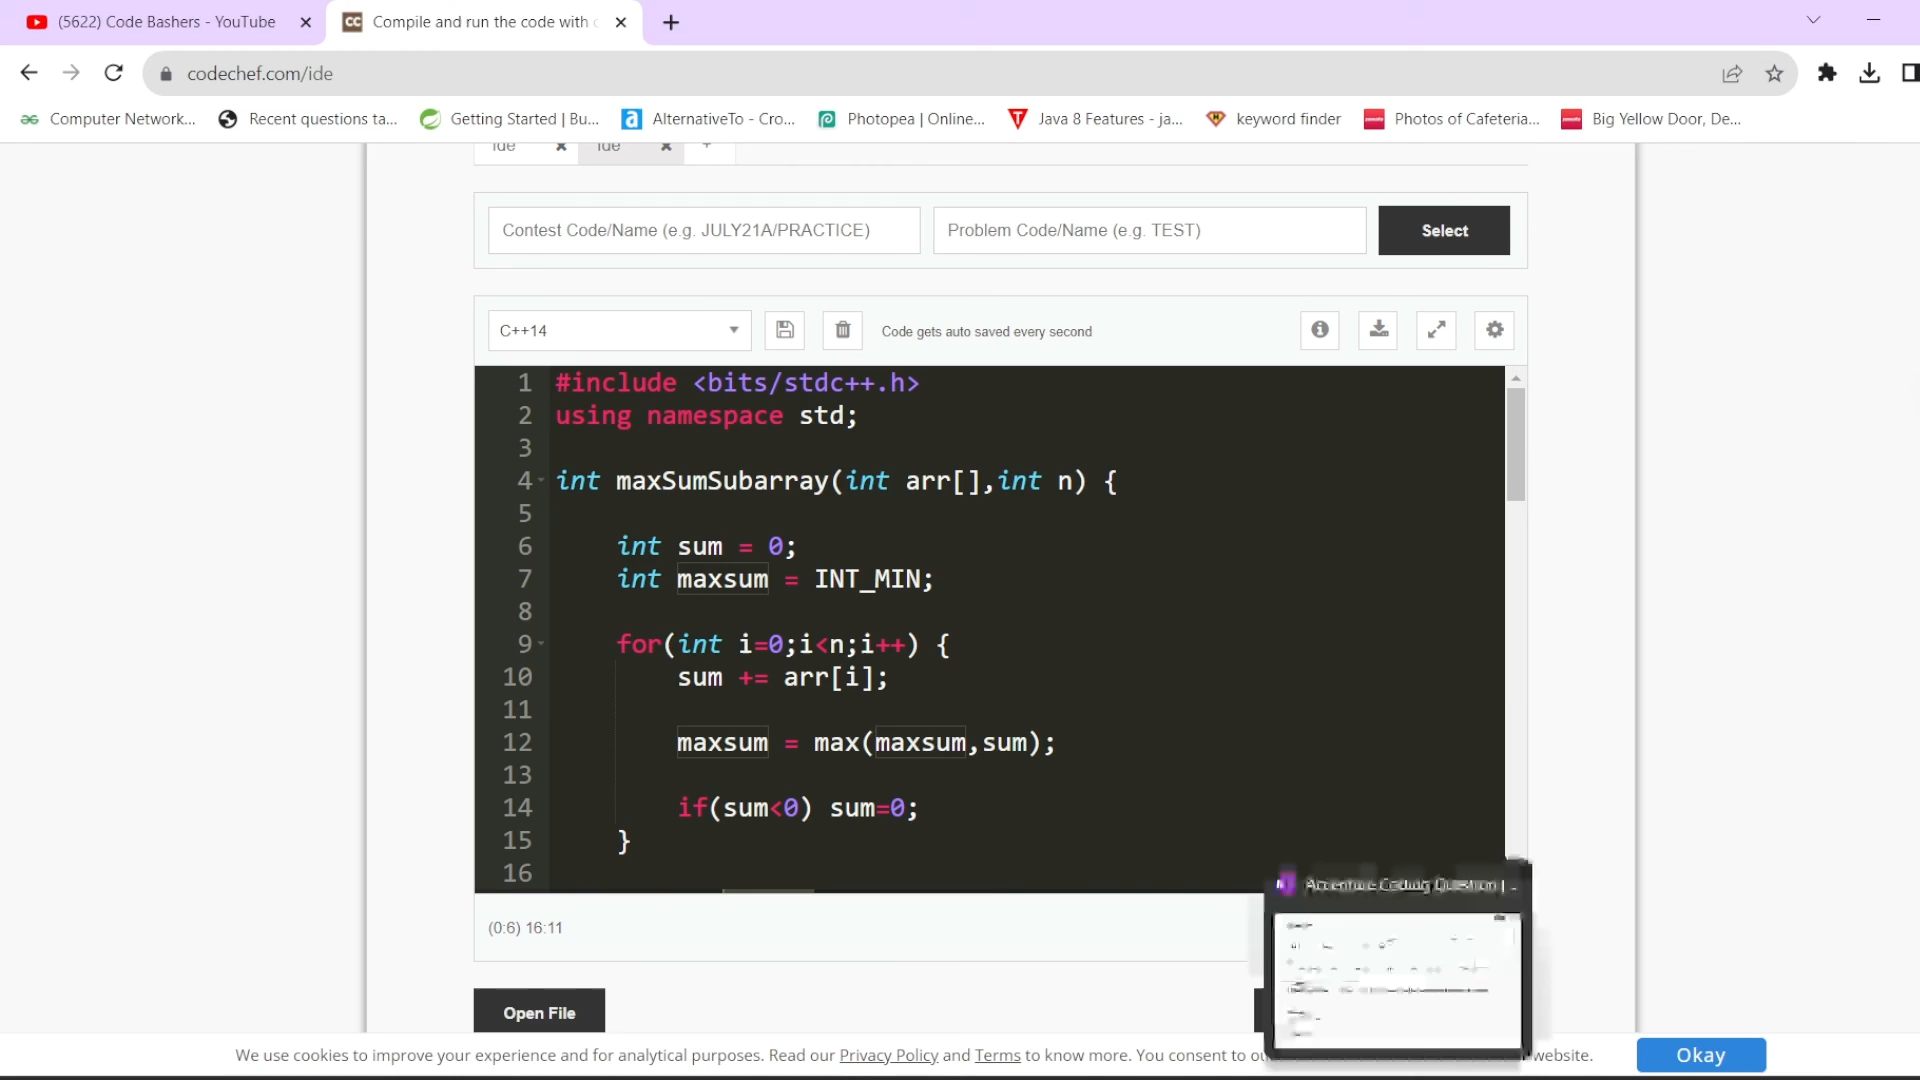 (5622) Code Bashers - YouTube
Compile and run the code with
codechef.com/ide
Computer Network...
Recent questions ta...
Getting Started | Bu...
AlternativeTo - Cro...
Photopea | Online...
Java 8 Features - ja...
keyword finder
Photos of Cafeteria...
Big Yellow Door, De...
ide
ide
Contest Code/Name (e.g. JULY21A/PRACTICE)
Problem Code/Name (e.g. TEST)
Select
C++14
Code gets auto saved every second
1 #include <bits/stdc++.h>
2 using namespace std;
3
4 int maxSumSubarray(int arr[],int n) {
5
6 int sum = 0;
7 int maxsum = INT_MIN;
8
9 for(int i=0;i<n;i++) {
10 sum += arr[i];
11
12 maxsum = max(maxsum,sum);
13
14 if(sum<0) sum=0;
15 }
16
Accenture Coding Question | ..
(0:6) 16:11
Open File
We use cookies to improve your experience and for analytical purposes. Read our Privacy Policy and Terms to know more. You consent to website.
Okay